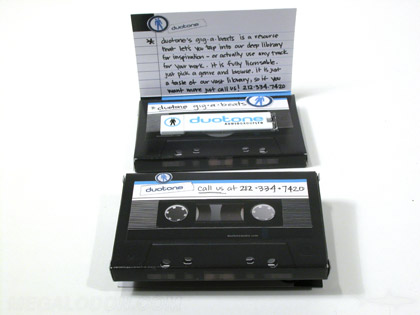 duotone
* duotone's gig·a·beats is a resource
that lets you tap into our deep library
for inspiration - or actually use any track
for your work. It is fully licensable.
just pick a genre and browse. it is just
a taste of our vast library, so if you
want more just call us! 212·334·7420
* duotone gig·a·beats
duotone
duotone
call us at 212·334·7420